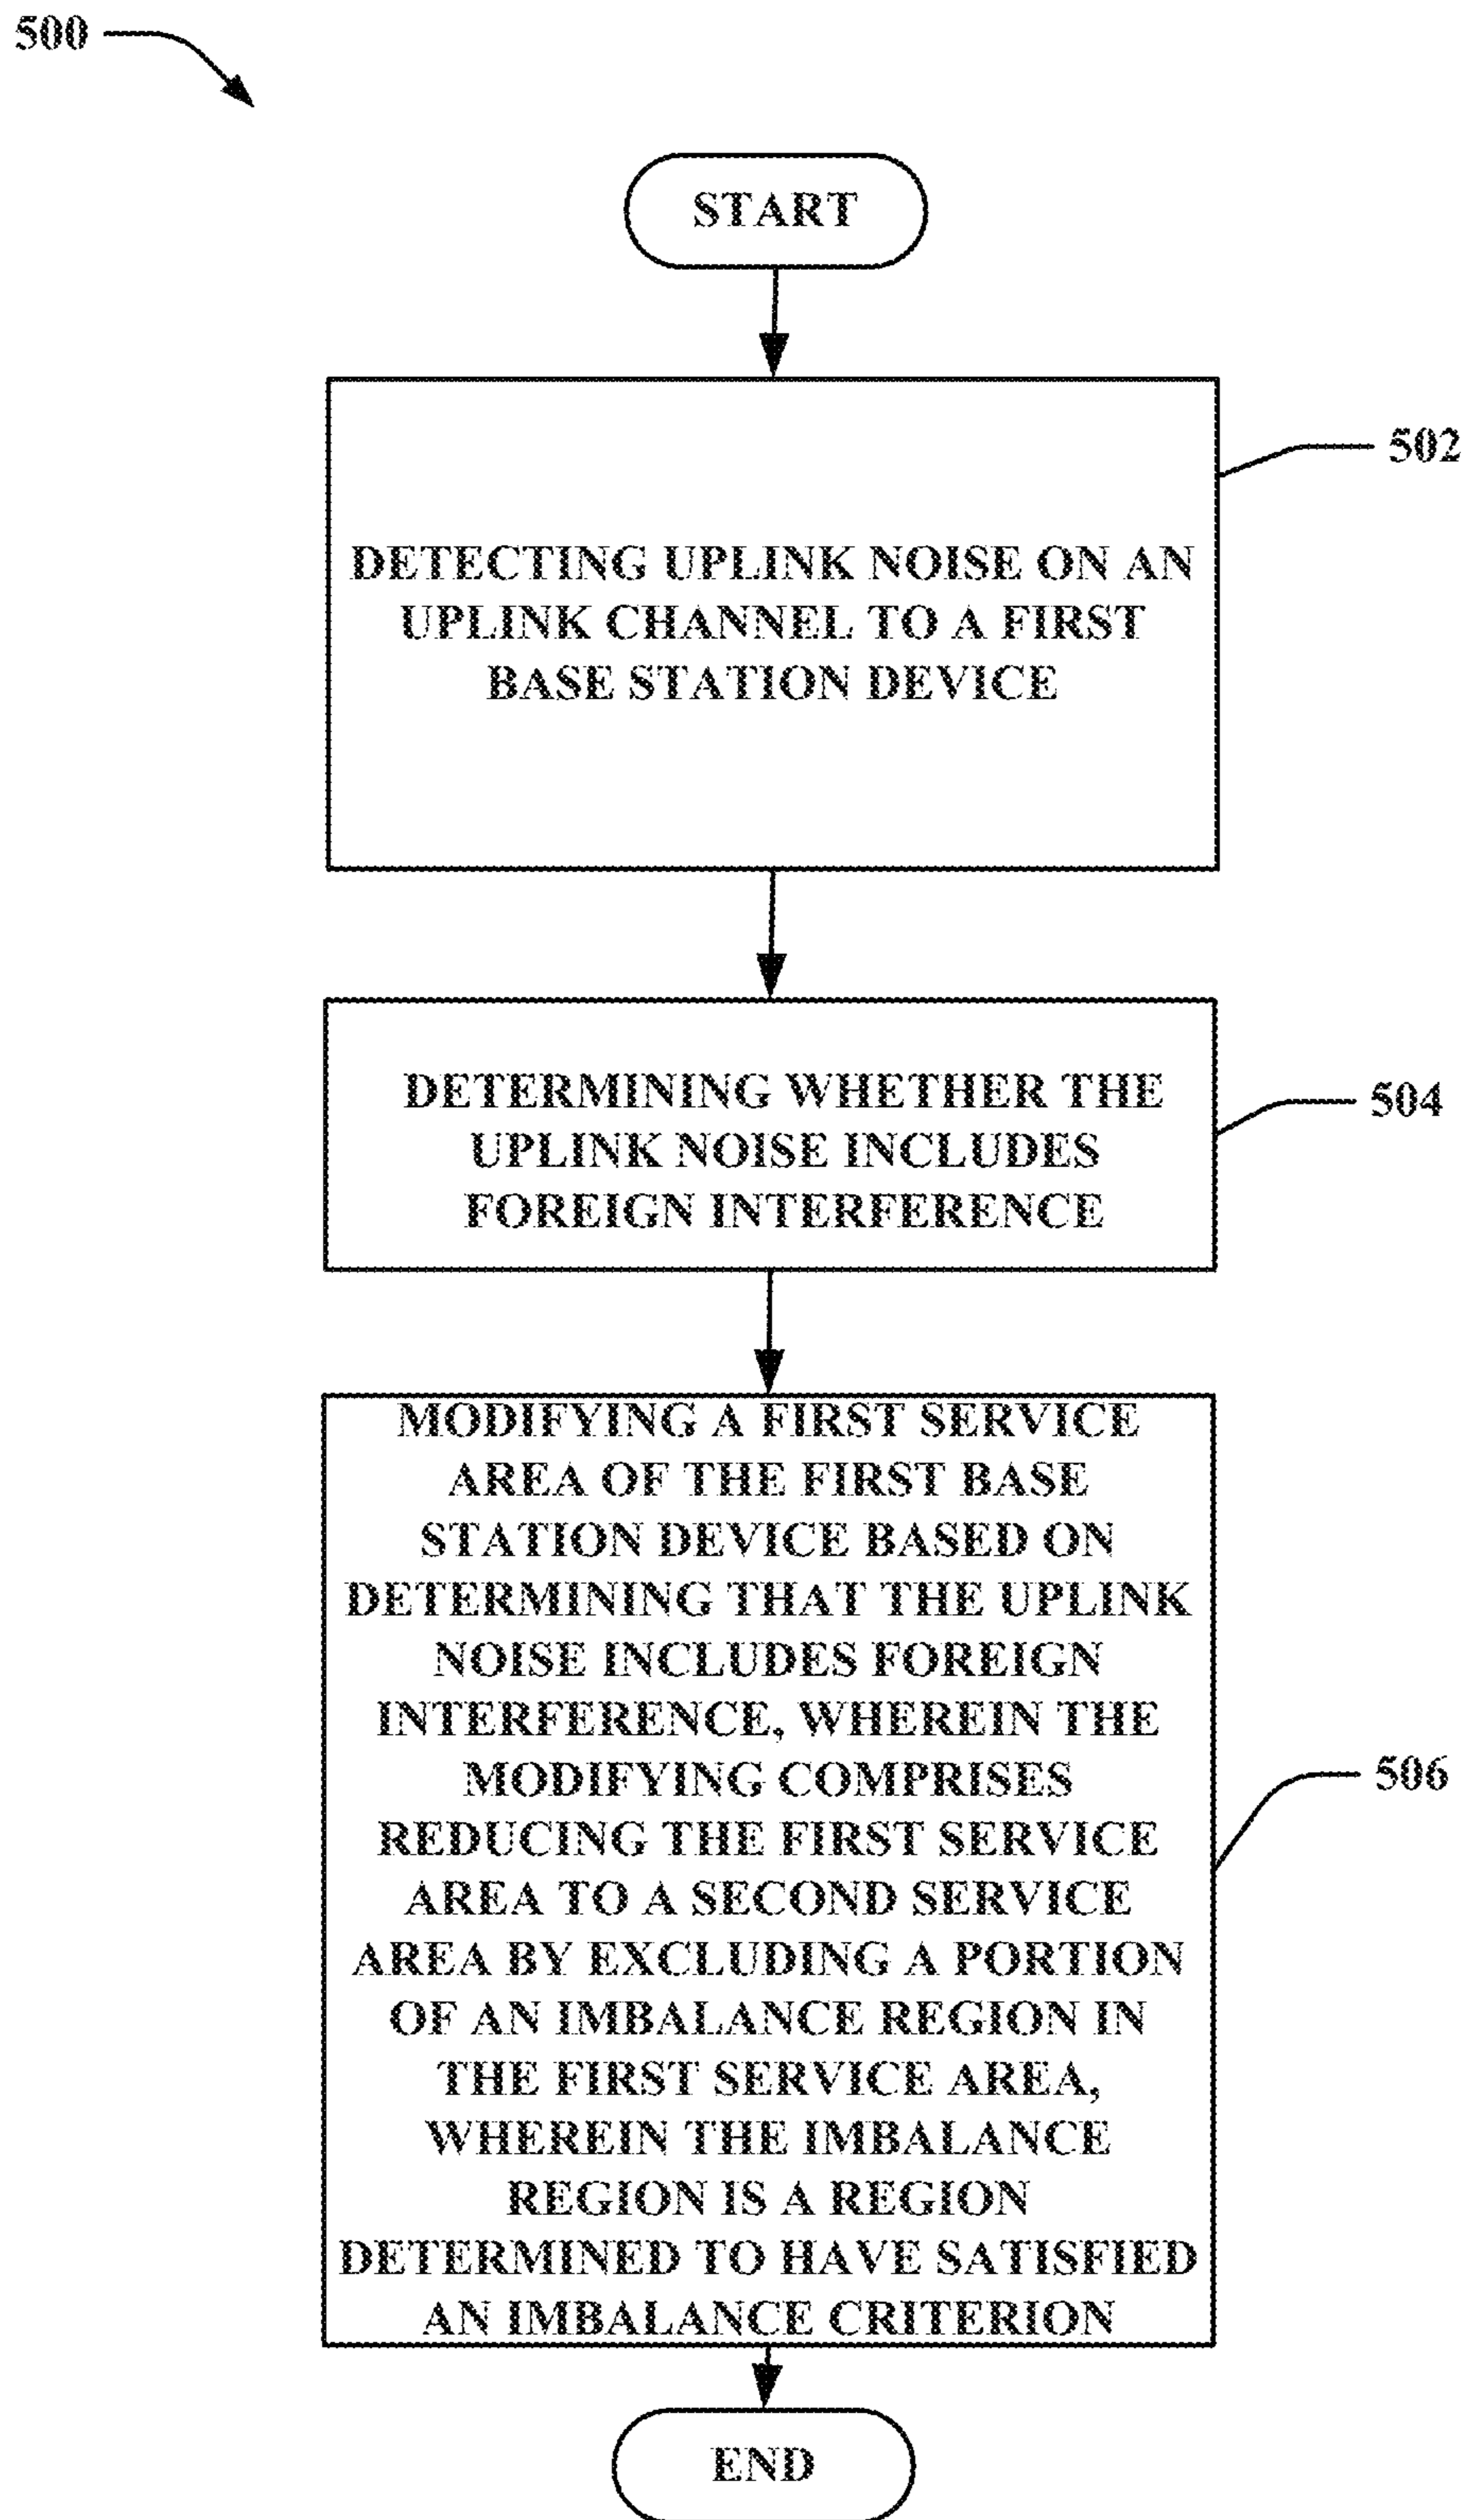 500
START
DETECTING UPLINK NOISE ON AN
UPLINK CHANNEL TO A FIRST
BASE STATION DEVICE
502
DETERMINING WHETHER THE
UPLINK NOISE INCLUDES
FOREIGN INTERFERENCE
504
MODIFYING A FIRST SERVICE
AREA OF THE FIRST BASE
STATION DEVICE BASED ON
DETERMINING THAT THE UPLINK
NOISE INCLUDES FOREIGN
INTERFERENCE, WHEREIN THE
MODIFYING COMPRISES
REDUCING THE FIRST SERVICE
AREA TO A SECOND SERVICE
AREA BY EXCLUDING A PORTION
OF AN IMBALANCE REGION IN
THE FIRST SERVICE AREA,
WHEREIN THE IMBALANCE
REGION IS A REGION
DETERMINED TO HAVE SATISFIED
AN IMBALANCE CRITERION
506
END